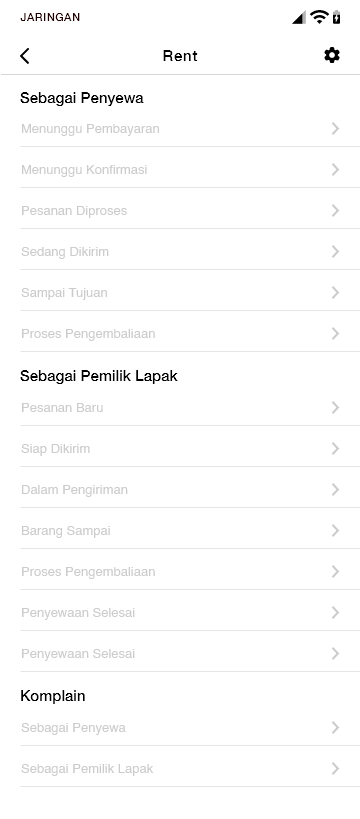 JARINGAN
Rent
Sebagai Penyewa
Menunggu Pembayaran
Menunggu Konfirmasi
Pesanan Diproses
Sedang Dikirim
Sampai Tujuan
Proses Pengembaliaan
Sebagai Pemilik Lapak
Pesanan Baru
Siap Dikirim
Dalam Pengiriman
Barang Sampai
Proses Pengembaliaan
Penyewaan Selesai
Penyewaan Selesai
Komplain
Sebagai Penyewa
Sebagai Pemilik Lapak